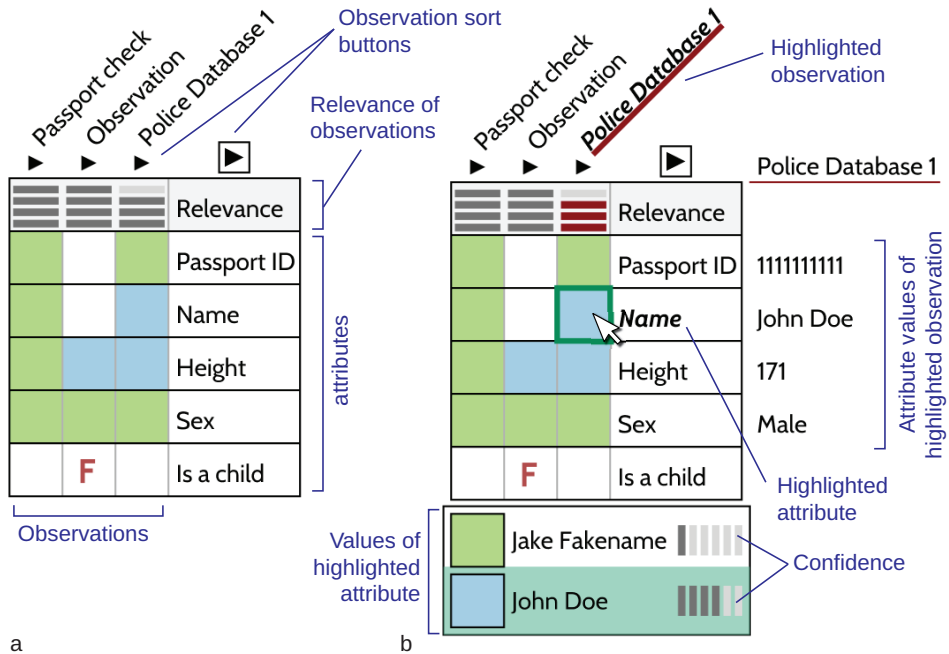 Observation sort
buttons
Passport check
Observation
Police Database 1
Relevance of
observations
Relevance
Passport ID
Name
Height
Sex
F
Is a child
attributes
Observations
a
Passport check
Observation
Police Database 1
Highlighted
observation
Police Database 1
Relevance
Passport ID
1111111111
Name
John Doe
Height
171
Sex
Male
F
Is a child
Attribute values of
highlighted observation
Highlighted
attribute
Values of
highlighted
attribute
Jake Fakename
John Doe
Confidence
b